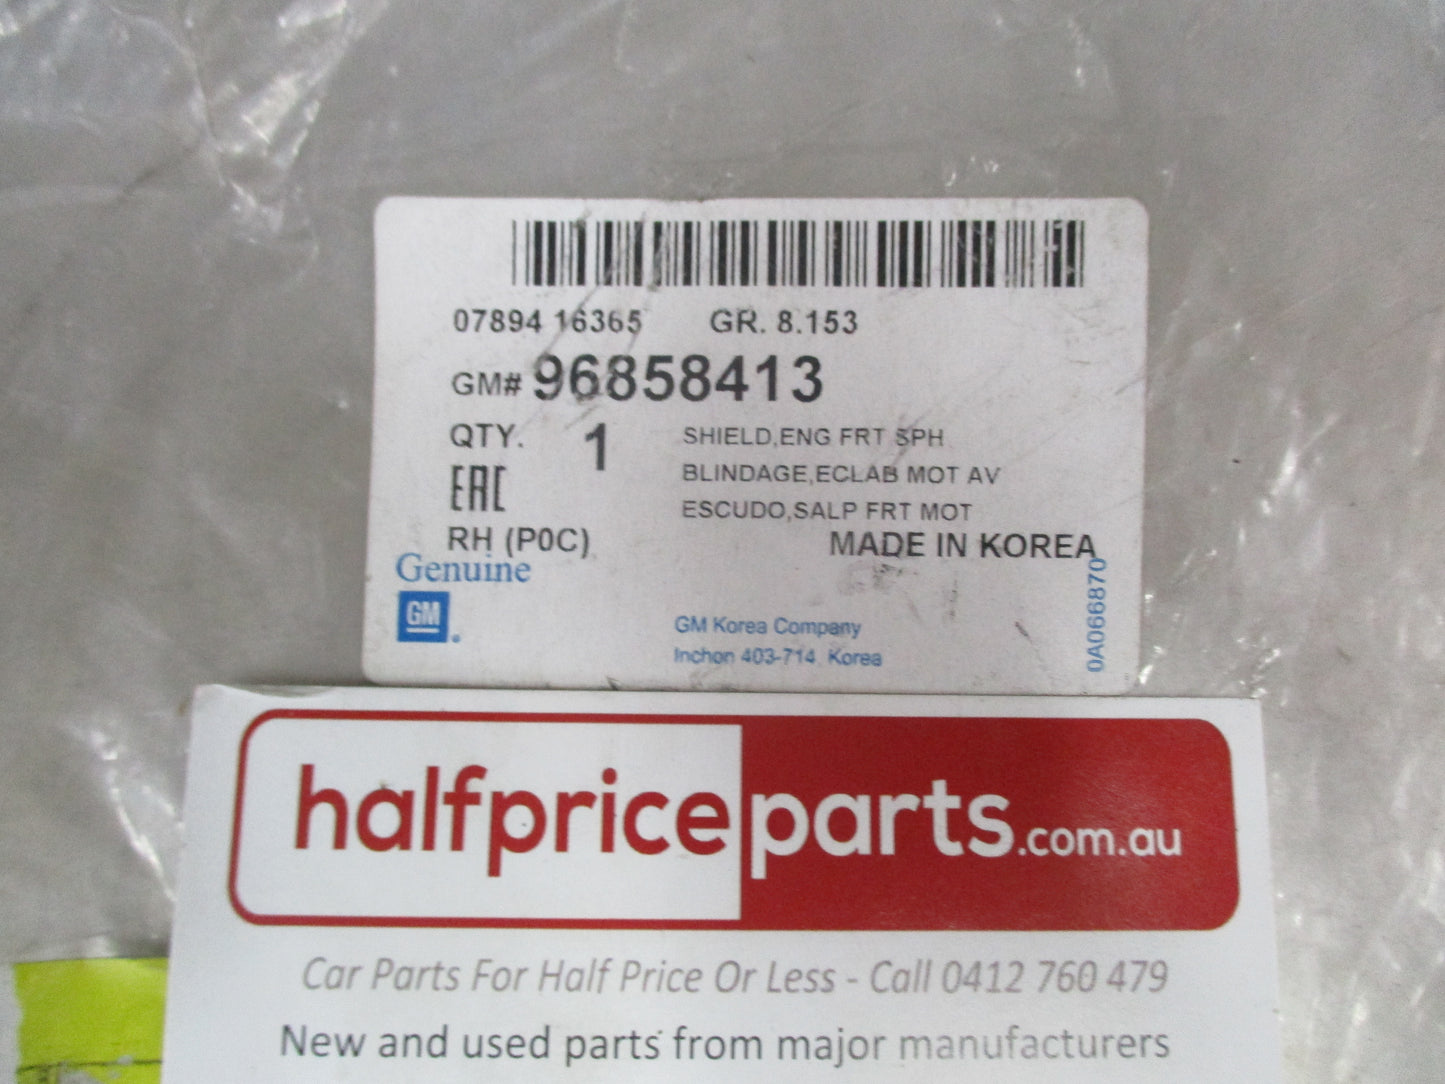 07894 16365 GR. 8.153
GM# 96858413
QTY. 1
SHIELD,ENG FRT SPH
BLINDAGE,ECLAB MOT AV
EAC
ESCUDO,SALP FRT MOT
RH (P0C)
MADE IN KOREA
Genuine
GM
GM Korea Company
Inchon 403-714 Korea
0A066870
halfpriceparts.com.au
Car Parts For Half Price Or Less - Call 0412 760 479
New and used parts from major manufacturers